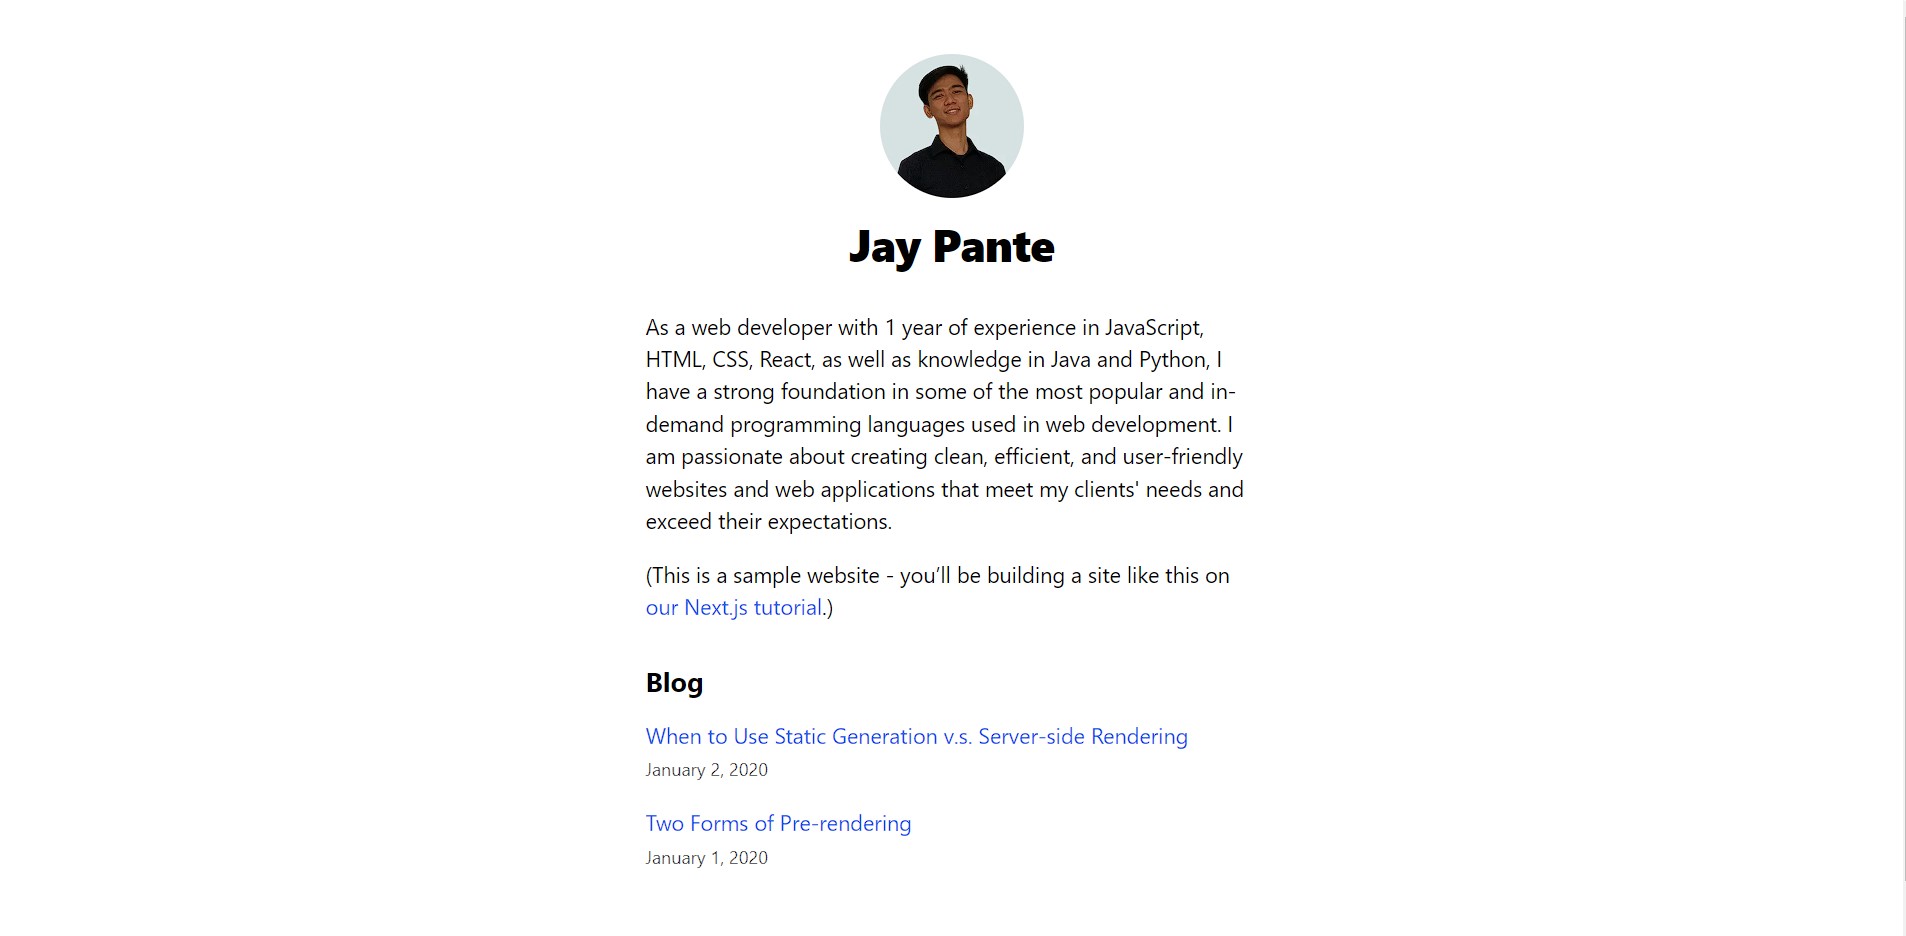 Jay Pante
As a web developer with 1 year of experience in JavaScript,
HTML, CSS, React, as well as knowledge in Java and Python, I
have a strong foundation in some of the most popular and in-
demand programming languages used in web development. I
am passionate about creating clean, efficient, and user-friendly
websites and web applications that meet my clients' needs and
exceed their expectations.
(This is a sample website - you’ll be building a site like this on
our Next.js tutorial.)
Blog
When to Use Static Generation v.s. Server-side Rendering
January 2, 2020
Two Forms of Pre-rendering
January 1, 2020